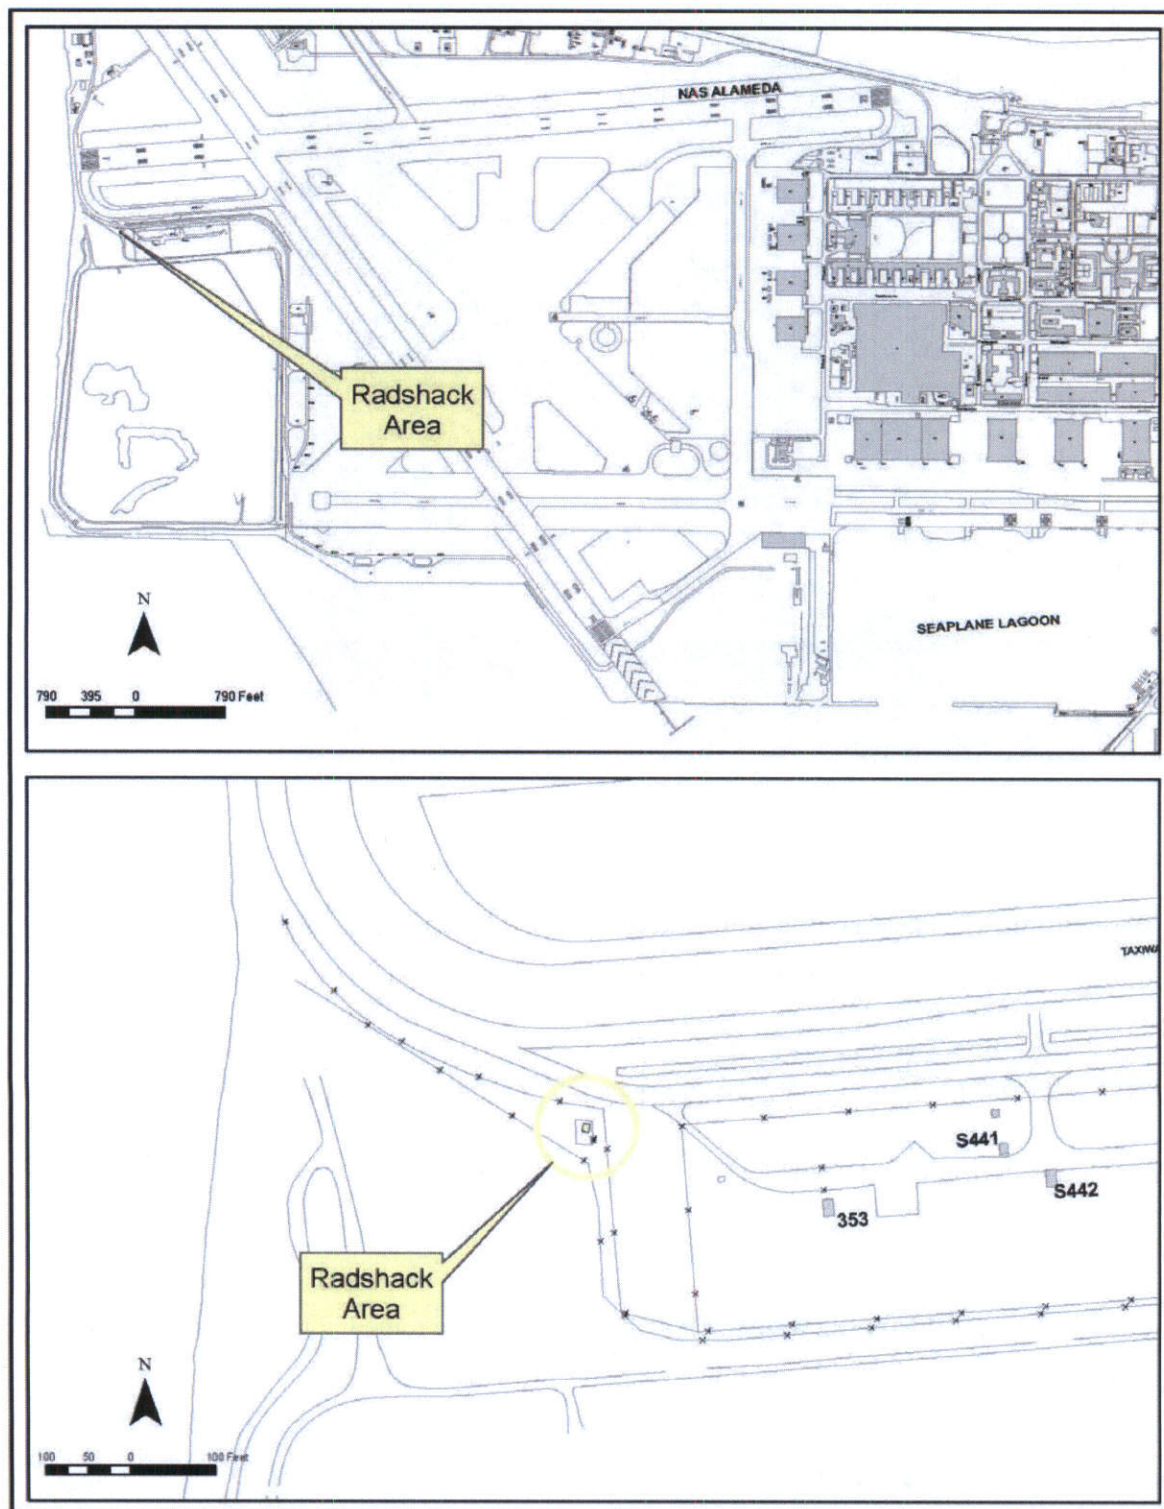 NAS ALAMEDA
Radshack
Area
N
790 395 0 790 Feet
SEAPLANE LAGOON
TAXIWA
S441
S442
353
Radshack
Area
N
100 50 0 100 Feet